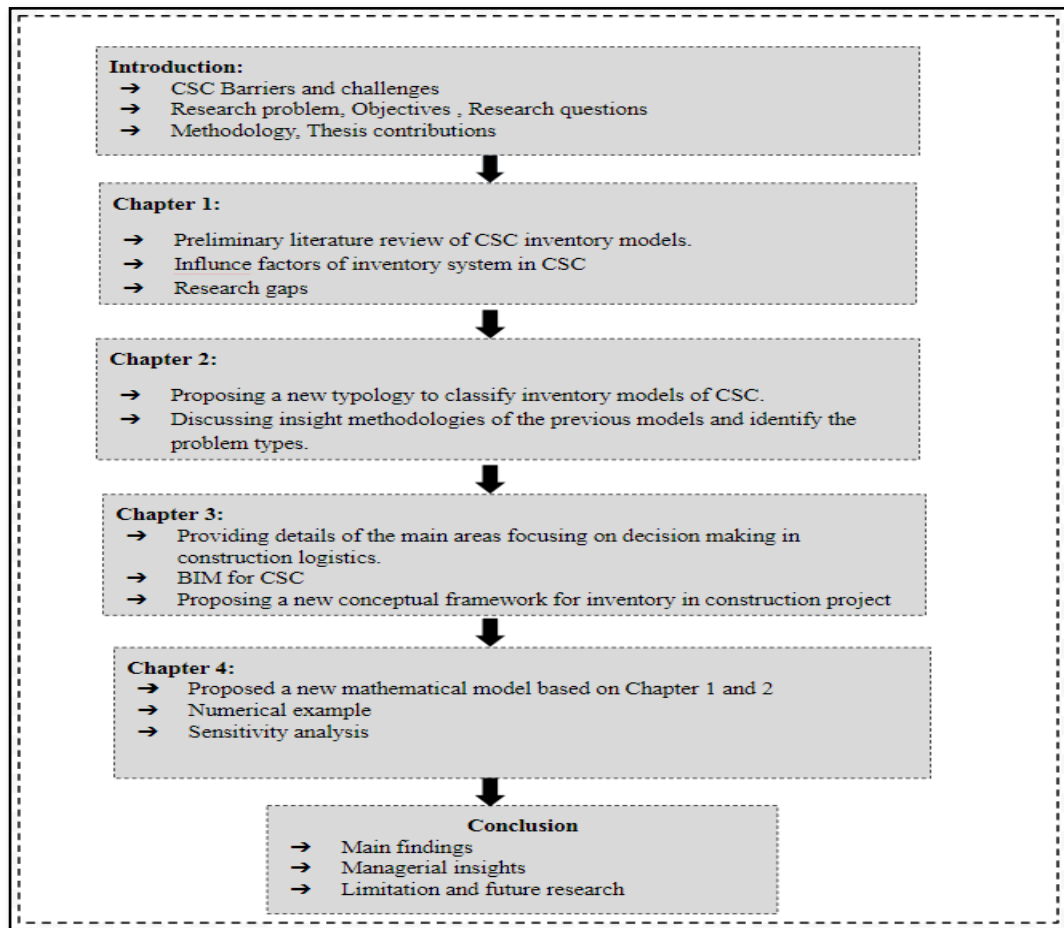 Introduction:
➔ CSC Barriers and challenges
➔ Research problem, Objectives , Research questions
➔ Methodology, Thesis contributions
Chapter 1:
➔ Preliminary literature review of CSC inventory models.
➔ Influnce factors of inventory system in CSC
➔ Research gaps
Chapter 2:
➔ Proposing a new typology to classify inventory models of CSC.
➔ Discussing insight methodologies of the previous models and identify the
problem types.
Chapter 3:
➔ Providing details of the main areas focusing on decision making in
construction logistics.
➔ BIM for CSC
➔ Proposing a new conceptual framework for inventory in construction project
Chapter 4:
➔ Proposed a new mathematical model based on Chapter 1 and 2
➔ Numerical example
➔ Sensitivity analysis
Conclusion
➔ Main findings
➔ Managerial insights
➔ Limitation and future research